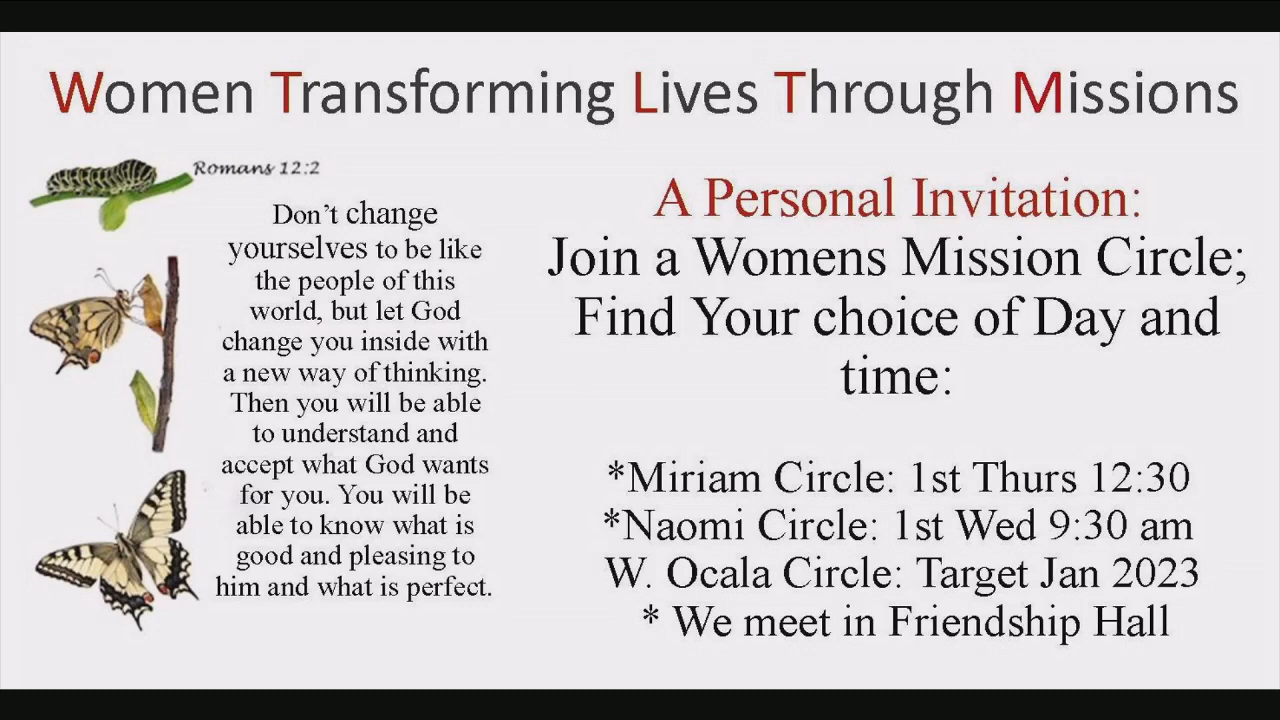 Women Transforming Lives Through Missions
Romans 12:2
Don't change
yourselves to be like
the people of this
world, but let God
change you inside with
a new way of thinking.
Then you will be able
to understand and
accept what God wants
for you. You will be
able to know what is
good and pleasing to
him and what is perfect.
A Personal Invitation:
Join a Womens Mission Circle;
Find Your choice of Day and
time:
*Miriam Circle: 1st Thurs 12:30
*Naomi Circle: 1st Wed 9:30 am
W. Ocala Circle: Target Jan 2023
* We meet in Friendship Hall